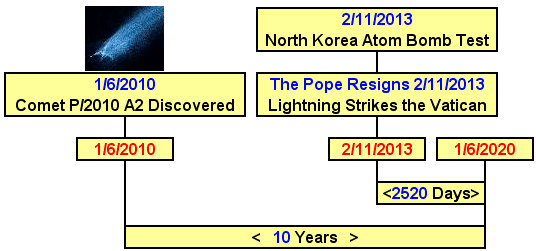 2/11/2013
North Korea Atom Bomb Test
1/6/2010
Comet P/2010 A2 Discovered
The Pope Resigns 2/11/2013
Lightning Strikes the Vatican
1/6/2010
2/11/2013
1/6/2020
<2520 Days>
< 10 Years >